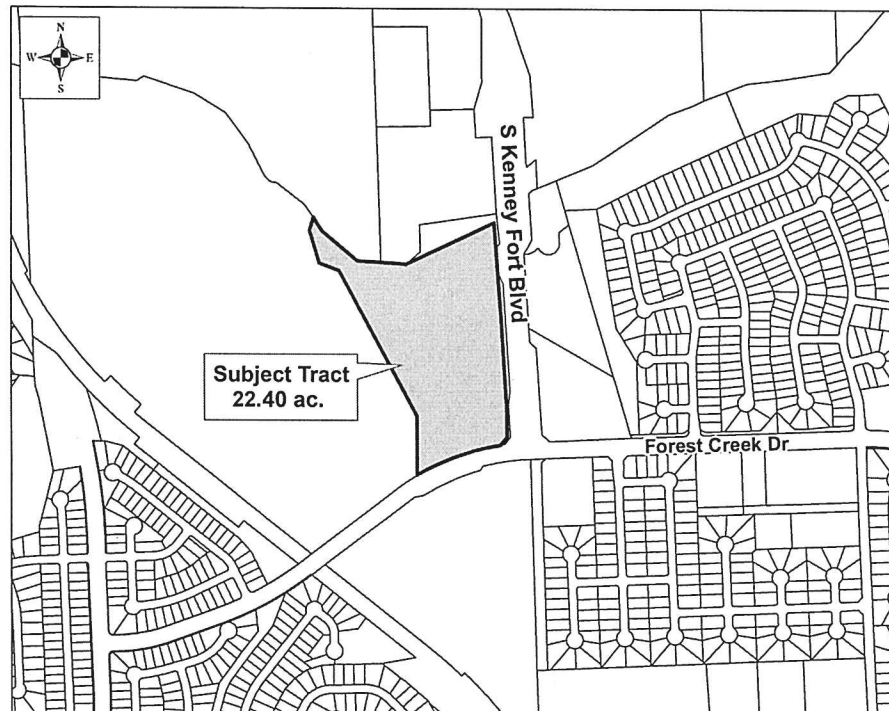 N
W E
S
S Kenney Fort Blvd
Subject Tract
22.40 ac.
Forest Creek Dr